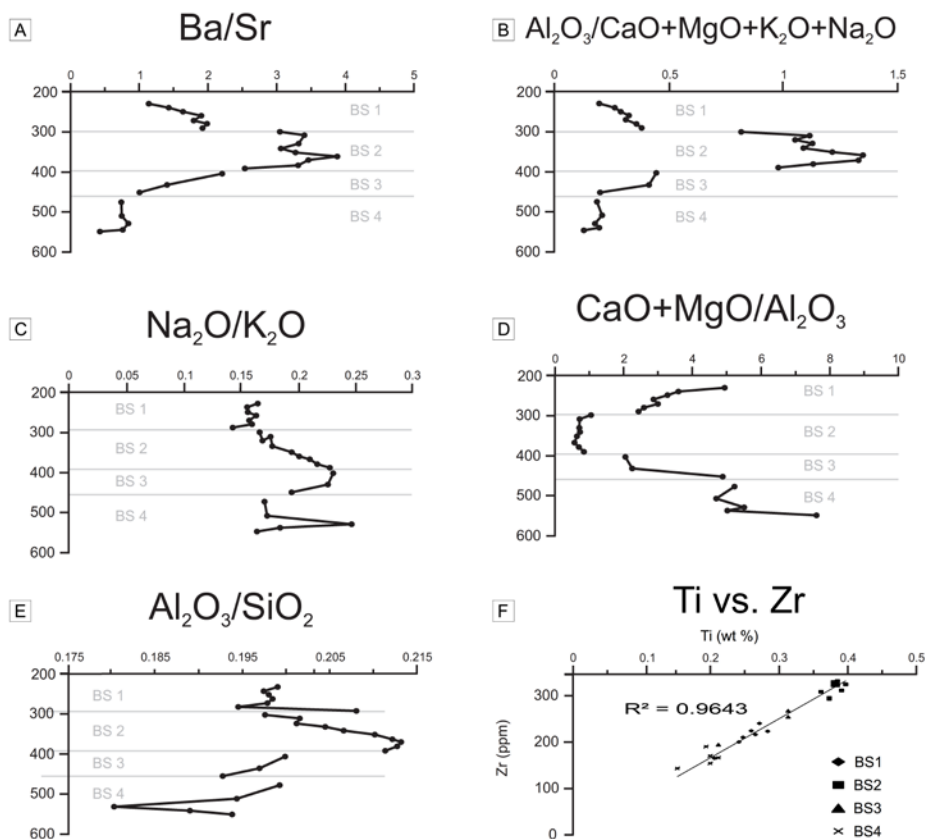 A
Ba/Sr
0 1 2 3 4 5
200
300
400
500
600
BS 1
BS 2
BS 3
BS 4
B
Al₂O₃/CaO+MgO+K₂O+Na₂O
0 0.5 1 1.5
200
300
400
500
600
BS 1
BS 2
BS 3
BS 4
C
Na₂O/K₂O
0 0.05 0.1 0.15 0.2 0.25 0.3
200
300
400
500
600
BS 1
BS 2
BS 3
BS 4
D
CaO+MgO/Al₂O₃
0 2 4 6 8 10
200
300
400
500
600
BS 1
BS 2
BS 3
BS 4
E
Al₂O₃/SiO₂
0.175 0.185 0.195 0.205 0.215
200
300
400
500
600
BS 1
BS 2
BS 3
BS 4
F
Ti vs. Zr
Ti (wt %)
0 0.1 0.2 0.3 0.4 0.5
Zr (ppm)
300
200
100
0
R² = 0.9643
BS1
BS2
BS3
BS4